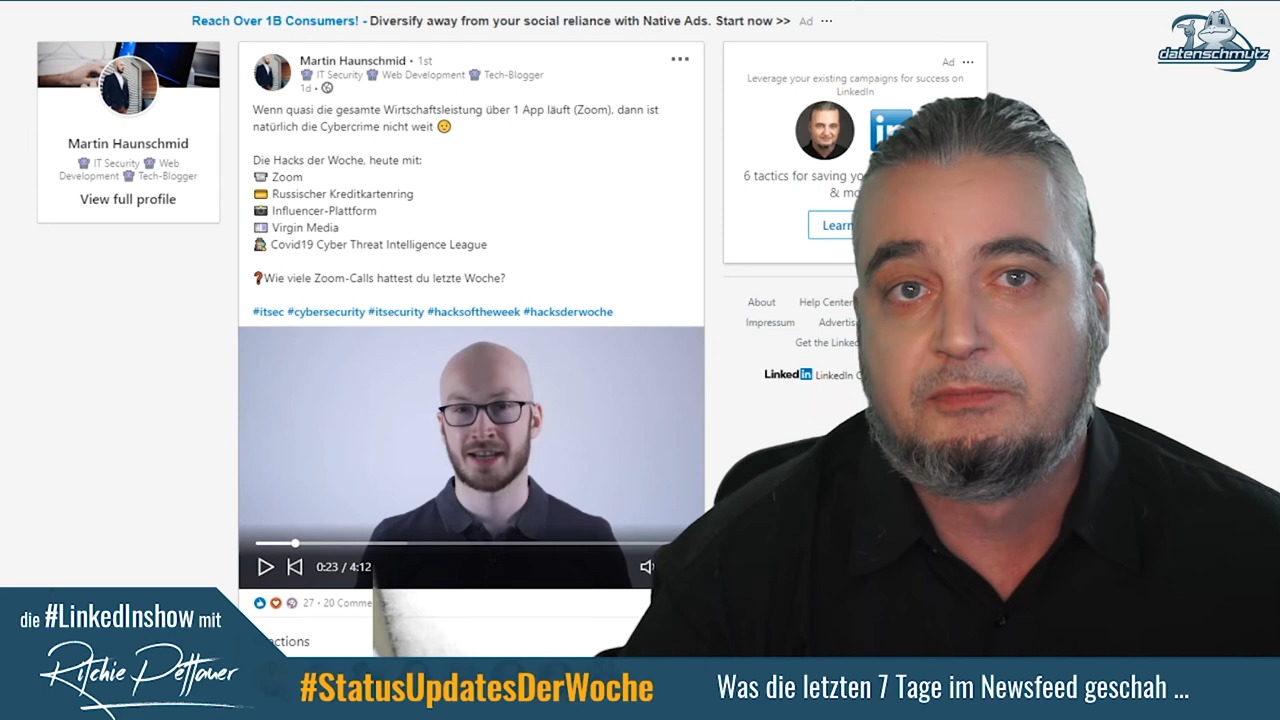 Reach Over 1B Consumers! - Diversify away from your social reliance with Native Ads. Start now >> Ad ...
datenschmutz
Martin Haunschmid
IT Security Web
Development Tech-Blogger
View full profile
Martin Haunschmid • 1st
IT Security Web Development Tech-Blogger
1d •
Wenn quasi die gesamte Wirtschaftsleistung über 1 App läuft (Zoom), dann ist
natürlich die Cybercrime nicht weit
Die Hacks der Woche, heute mit:
Zoom
Russischer Kreditkartenring
Influencer-Plattform
Virgin Media
Covid19 Cyber Threat Intelligence League
❓Wie viele Zoom-Calls hattest du letzte Woche?
#itsec #cybersecurity #itsecurity #hacksoftheweek #hacksderwoche
0:23 / 4:12
27 • 20 Comme
ctions
Ad ...
Leverage your existing campaigns for success on
LinkedIn
in
6 tactics for saving yo
& mo
Learn
About Help Center
Impressum Advertis
Get the Linked
LinkedIn LinkedIn C
die #LinkedInshow mit
Ritchie Pettauer
#StatusUpdatesDerWoche
Was die letzten 7 Tage im Newsfeed geschah ...